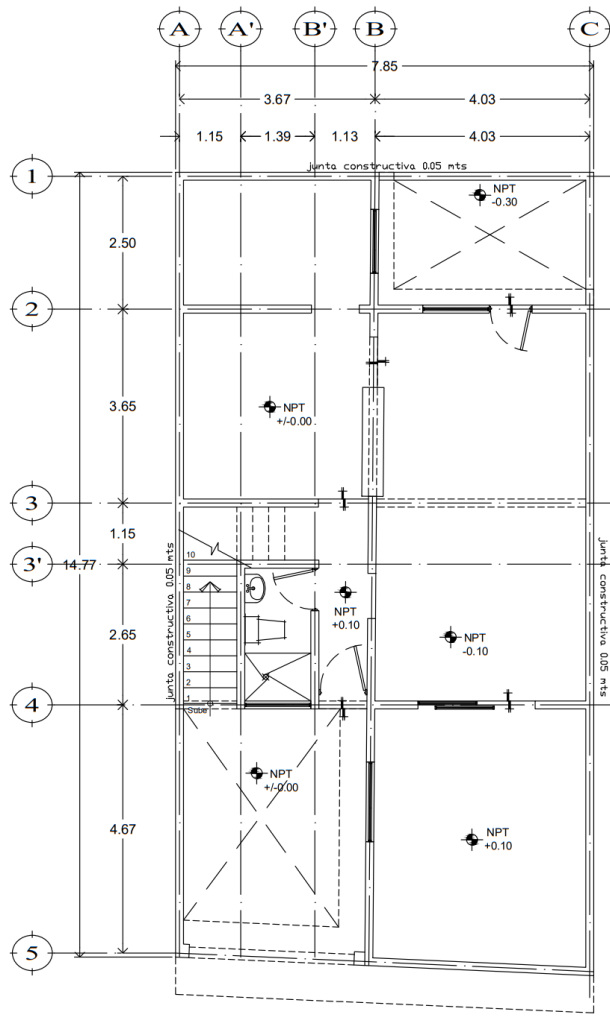 A A' B' B C
7.85
3.67 4.03
1.15 1.39 1.13 4.03
junta constructiva 0.05 mts
1
NPT
-0.30
2.50
2
3.65
NPT
+/-0.00
3
1.15
3'
14.77
junta constructiva 0.05 mts
junta constructiva 0.05 mts
10
9
8
7
6
5
4
3
2
1
Sube
NPT
+0.10
2.65
NPT
-0.10
4
NPT
+/-0.00
4.67
NPT
+0.10
5